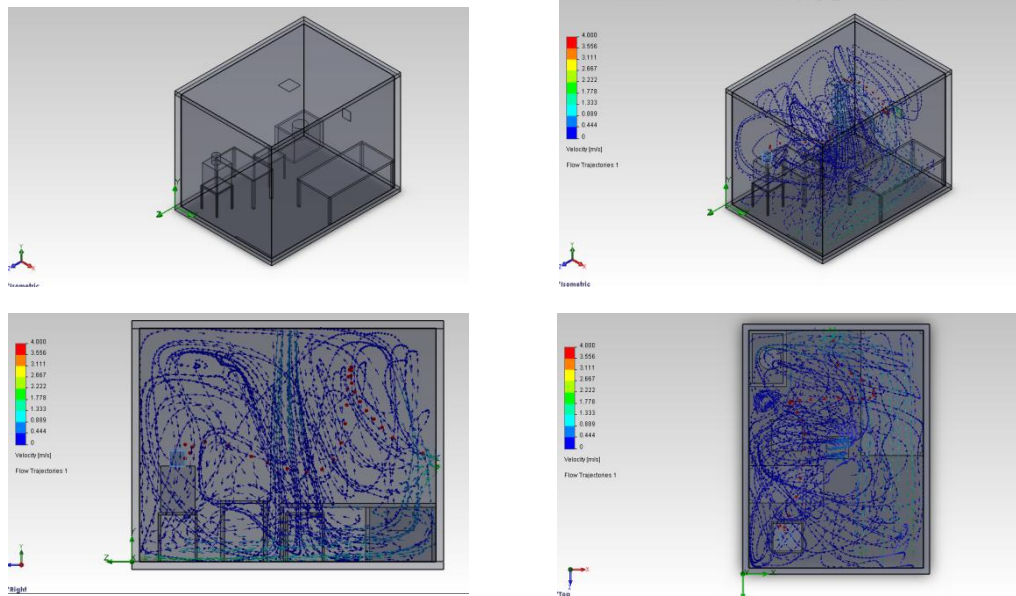 Y
Z
Y
Z
X
*Isometric
4.000
3.556
3.111
2.667
2.222
1.778
1.333
0.889
0.444
0
Velocity [m/s]
Flow Trajectories 1
Y
Z
Y
Z
X
*Isometric
4.000
3.556
3.111
2.667
2.222
1.778
1.333
0.889
0.444
0
Velocity [m/s]
Flow Trajectories 1
Y
Z
Y
Z
*Right
4.000
3.556
3.111
2.667
2.222
1.778
1.333
0.889
0.444
0
Velocity [m/s]
Flow Trajectories 1
X
Z
*Top